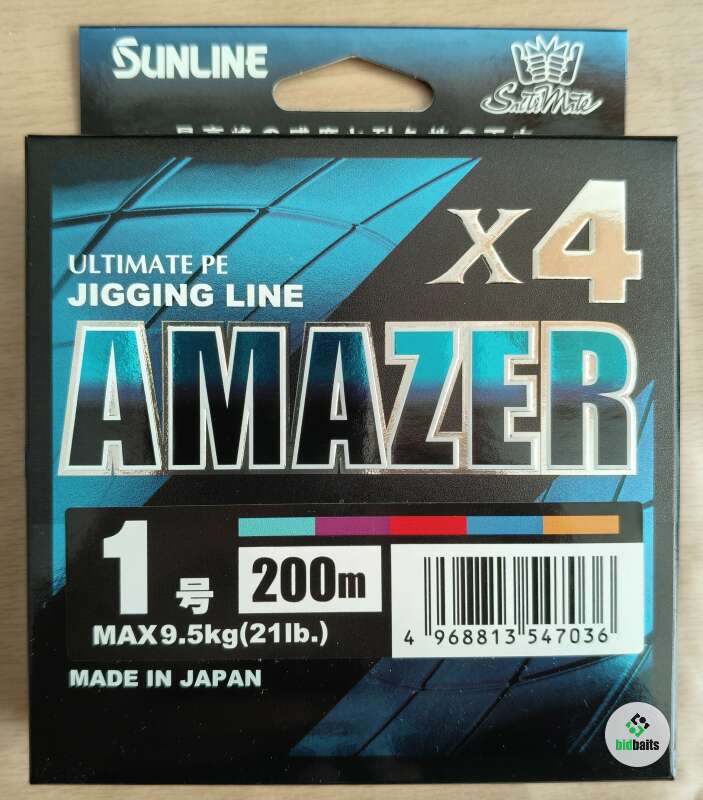 SUNLINE
SaltiMate
X4
ULTIMATE PE
JIGGING LINE
AMAZER
1号
200m
MAX9.5kg(21lb.)
4 968813 547036
MADE IN JAPAN
bidbaits